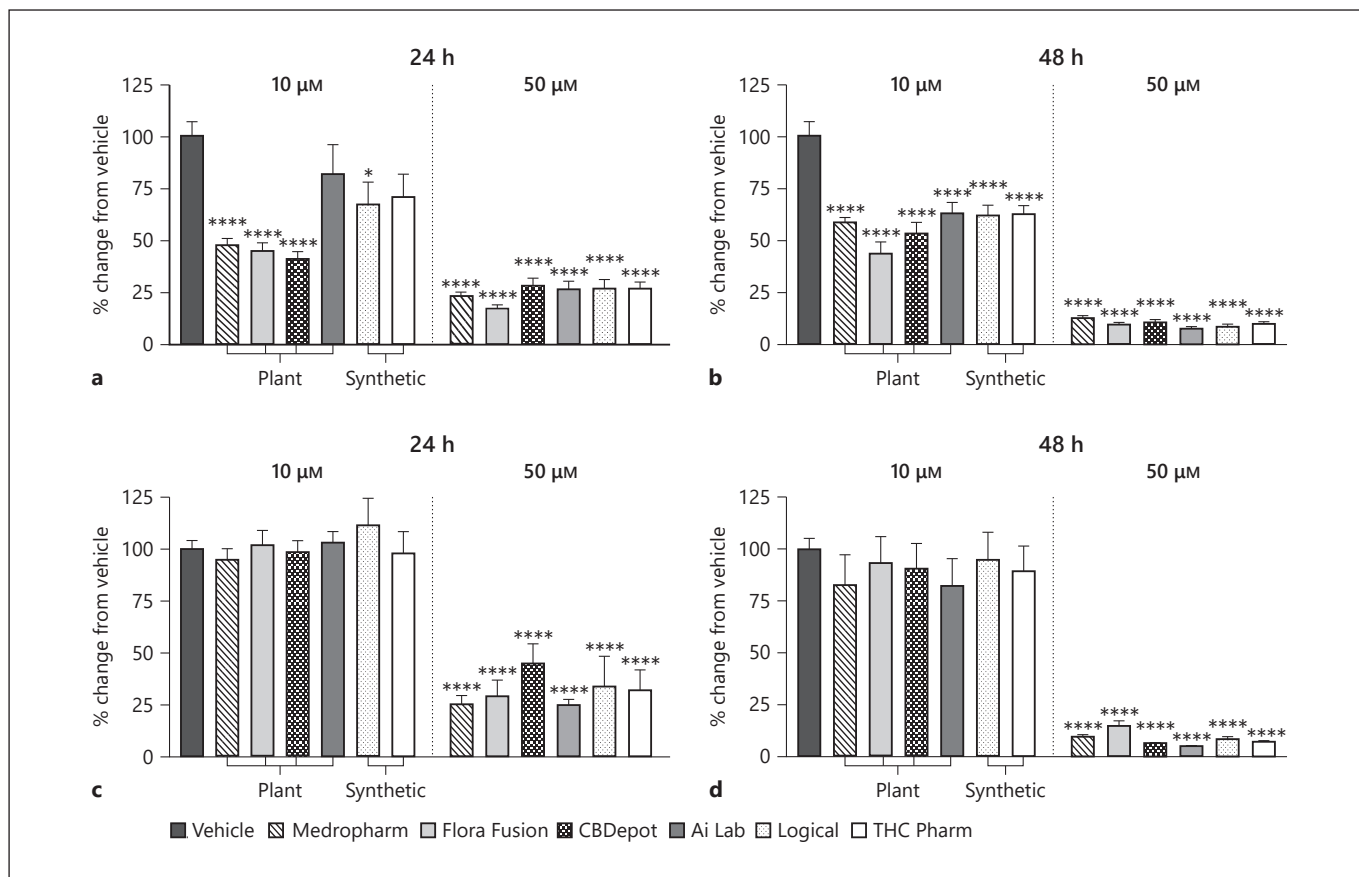 24 h
10 µM
50 µM
% change from vehicle
125
100
75
50
25
0
****
****
****
*
****
****
****
****
****
****
Plant
Synthetic
a
48 h
10 µM
50 µM
% change from vehicle
125
100
75
50
25
0
****
****
****
****
****
****
****
****
****
****
****
****
Plant
Synthetic
b
24 h
10 µM
50 µM
% change from vehicle
125
100
75
50
25
0
****
****
****
****
****
****
Plant
Synthetic
c
48 h
10 µM
50 µM
% change from vehicle
125
100
75
50
25
0
****
****
****
****
****
****
Plant
Synthetic
d
Vehicle Medropharm Flora Fusion CBDepot Ai Lab Logical THC Pharm